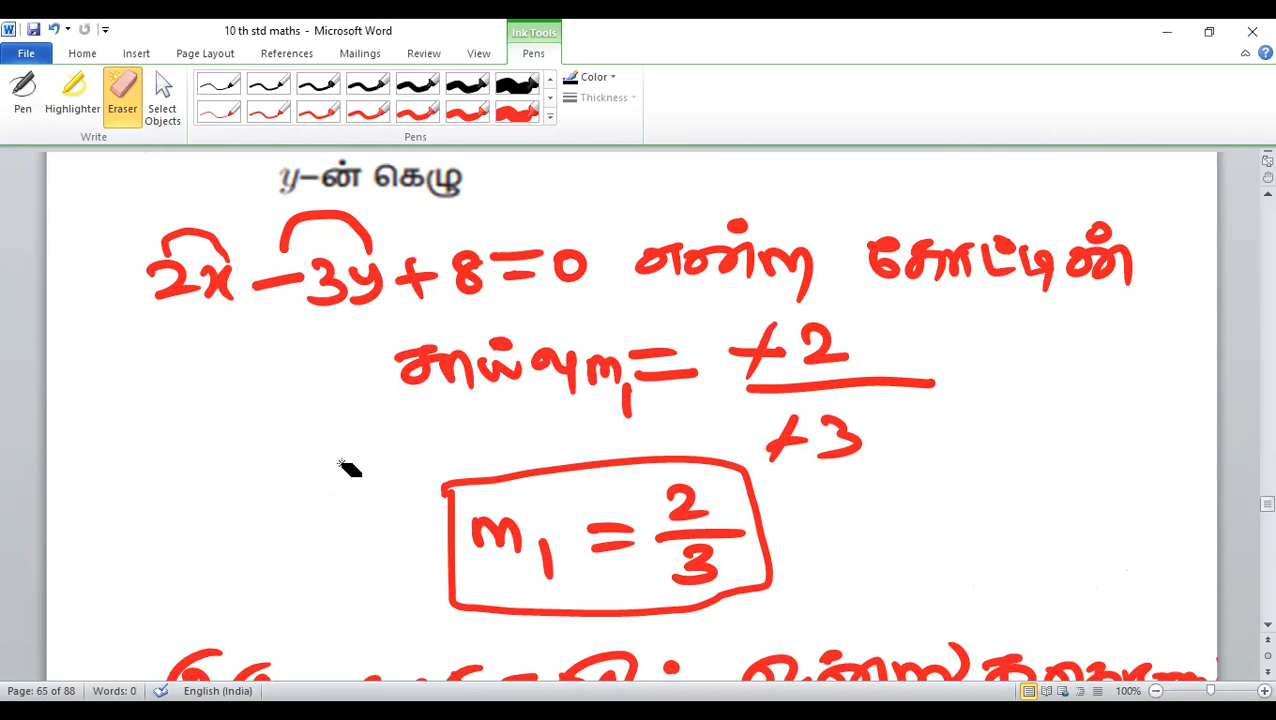 10 th std maths - Microsoft Word
Ink Tools
File Home Insert Page Layout References Mailings Review View Pens
Pen Highlighter Eraser Select Objects
Color
Thickness
Write Pens
y-ன் கெழு
2x - 3y + 8 = 0 என்ற கோட்டின்
சாய்வு m₁ = +2
+3
m₁ = 2/3
Page: 65 of 88 Words: 0 English (India) 100%